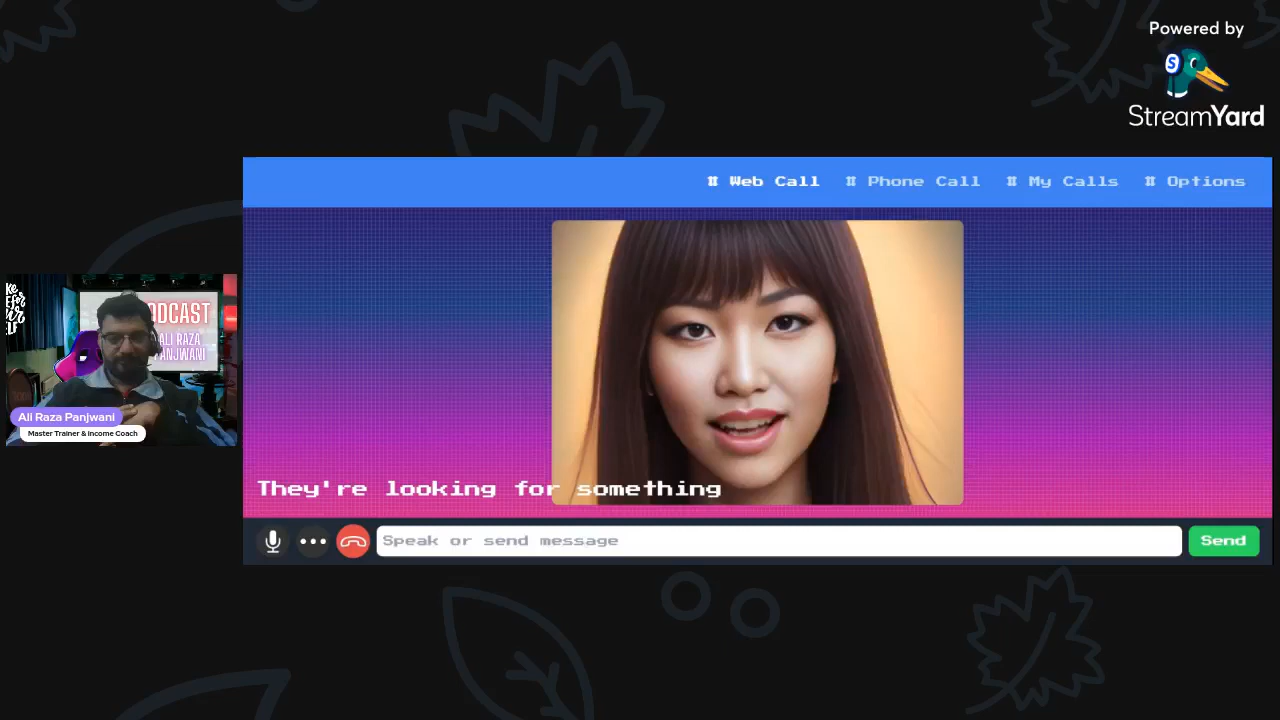 Powered by
S
StreamYard
# Web Call # Phone Call # My Calls # Options
ODCAST
ALI RAZA
PANJWANI
Ali Raza Panjwani
Master Trainer & Income Coach
They're looking for something
Speak or send message
Send